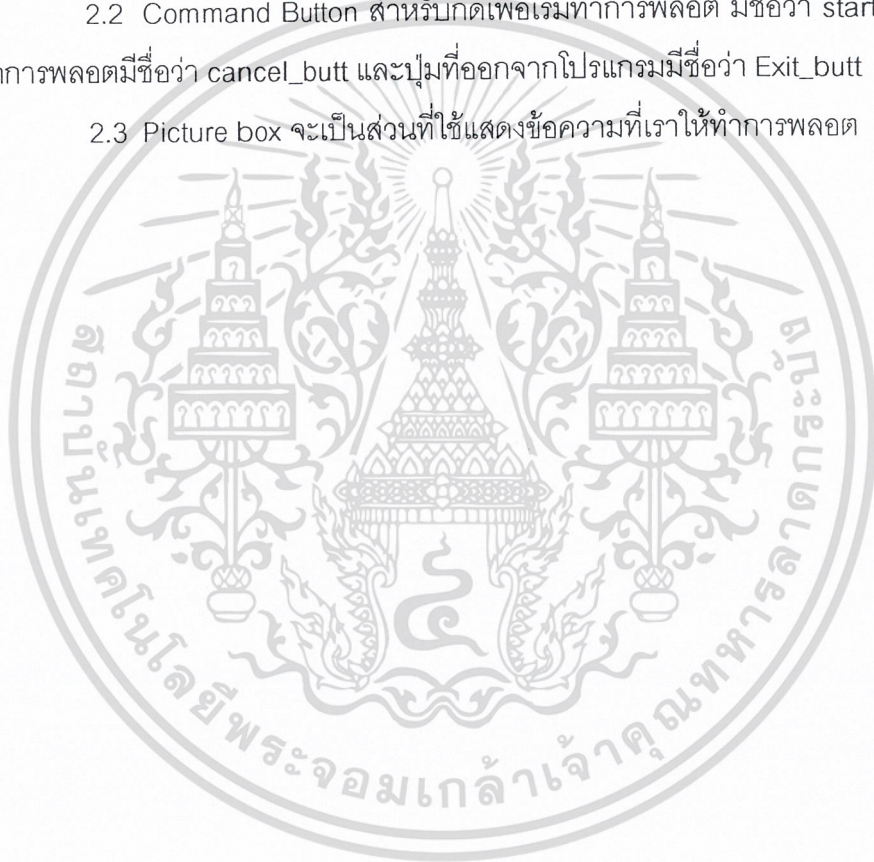 2.2 Command Button สำหรับกดเพื่อเริ่มทำการพลอต มีชื่อว่า start
การพลอตมีชื่อว่า cancel_butt และปุ่มที่ออกจากโปรแกรมมีชื่อว่า Exit_butt
2.3 Picture box จะเป็นส่วนที่ใช้แสดงข้อความที่เราให้ทำการพลอต
สถาบันเทคโนโลยีพระจอมเกล้าเจ้าคุณทหารลาดกระบัง